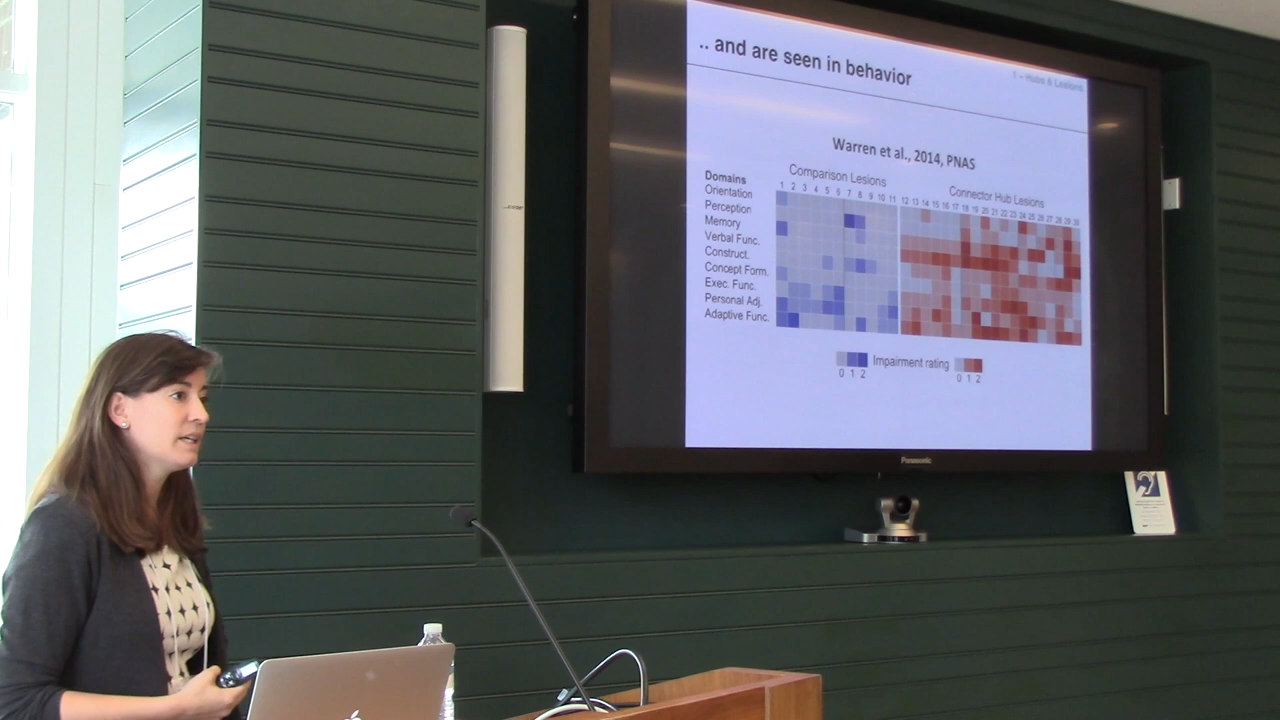 .. and are seen in behavior
1 – Hubs & Lesions
Warren et al., 2014, PNAS
Comparison Lesions
Connector Hub Lesions
Domains
1 2 3 4 5 6 7 8 9 10 11 12 13 14 15 16 17 18 19 20 21 22 23 24 25 26 27 28 29 30
Orientation
Perception
Memory
Verbal Func.
Construct.
Concept Form.
Exec. Func.
Personal Adj.
Adaptive Func.
Impairment rating
0 1 2
0 1 2
Panasonic